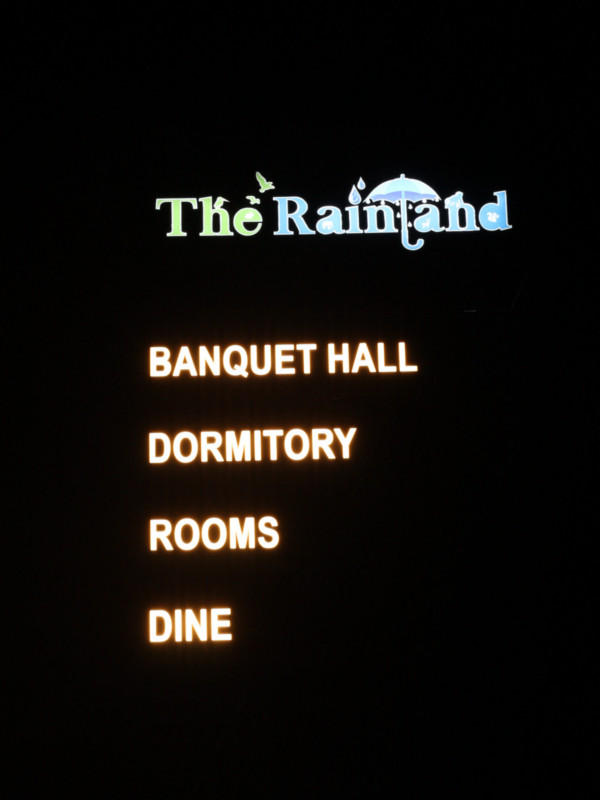 The Rainland
BANQUET HALL
DORMITORY
ROOMS
DINE